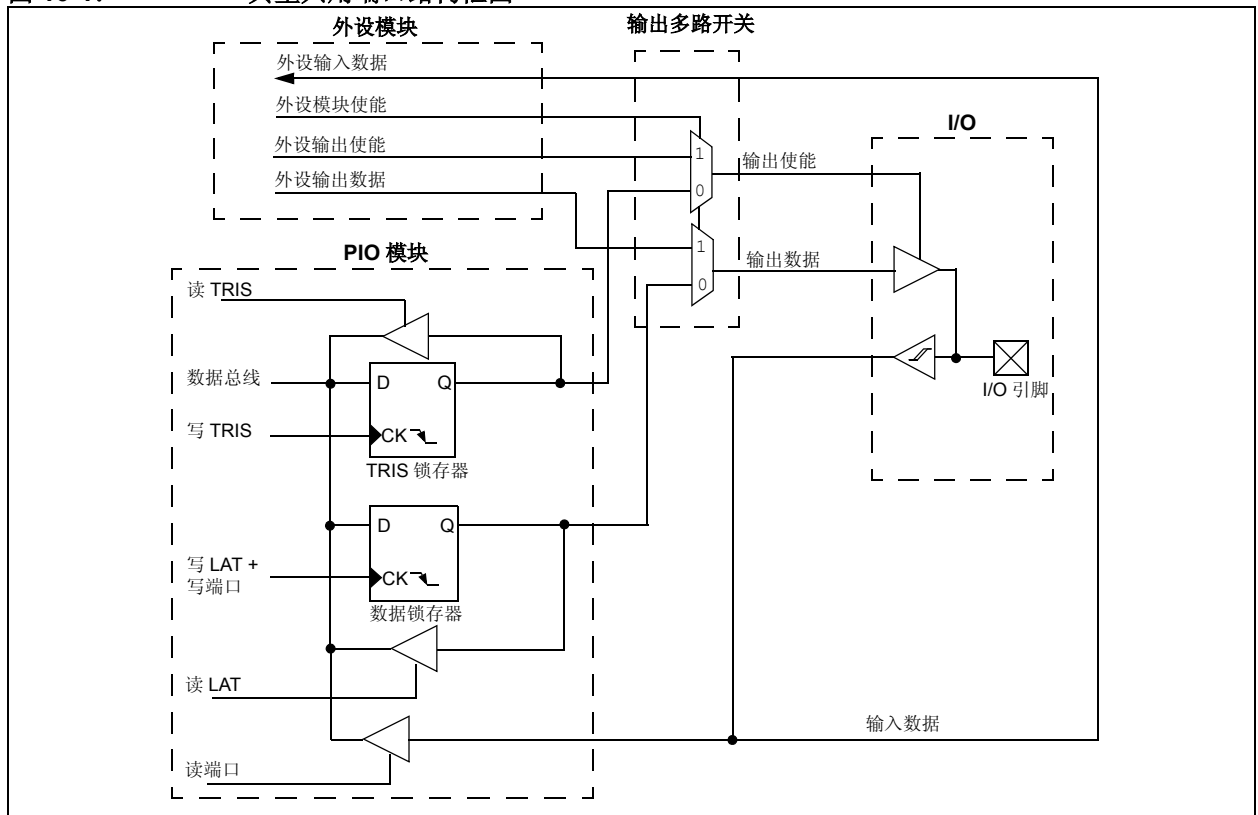 外设模块
输出多路开关
外设输入数据
外设模块使能
I/O
外设输出使能
1
输出使能
外设输出数据
0
PIO 模块
1
输出数据
读 TRIS
0
数据总线
D
Q
I/O 引脚
写 TRIS
CK
TRIS 锁存器
D
Q
写 LAT +
写端口
CK
数据锁存器
读 LAT
输入数据
读端口